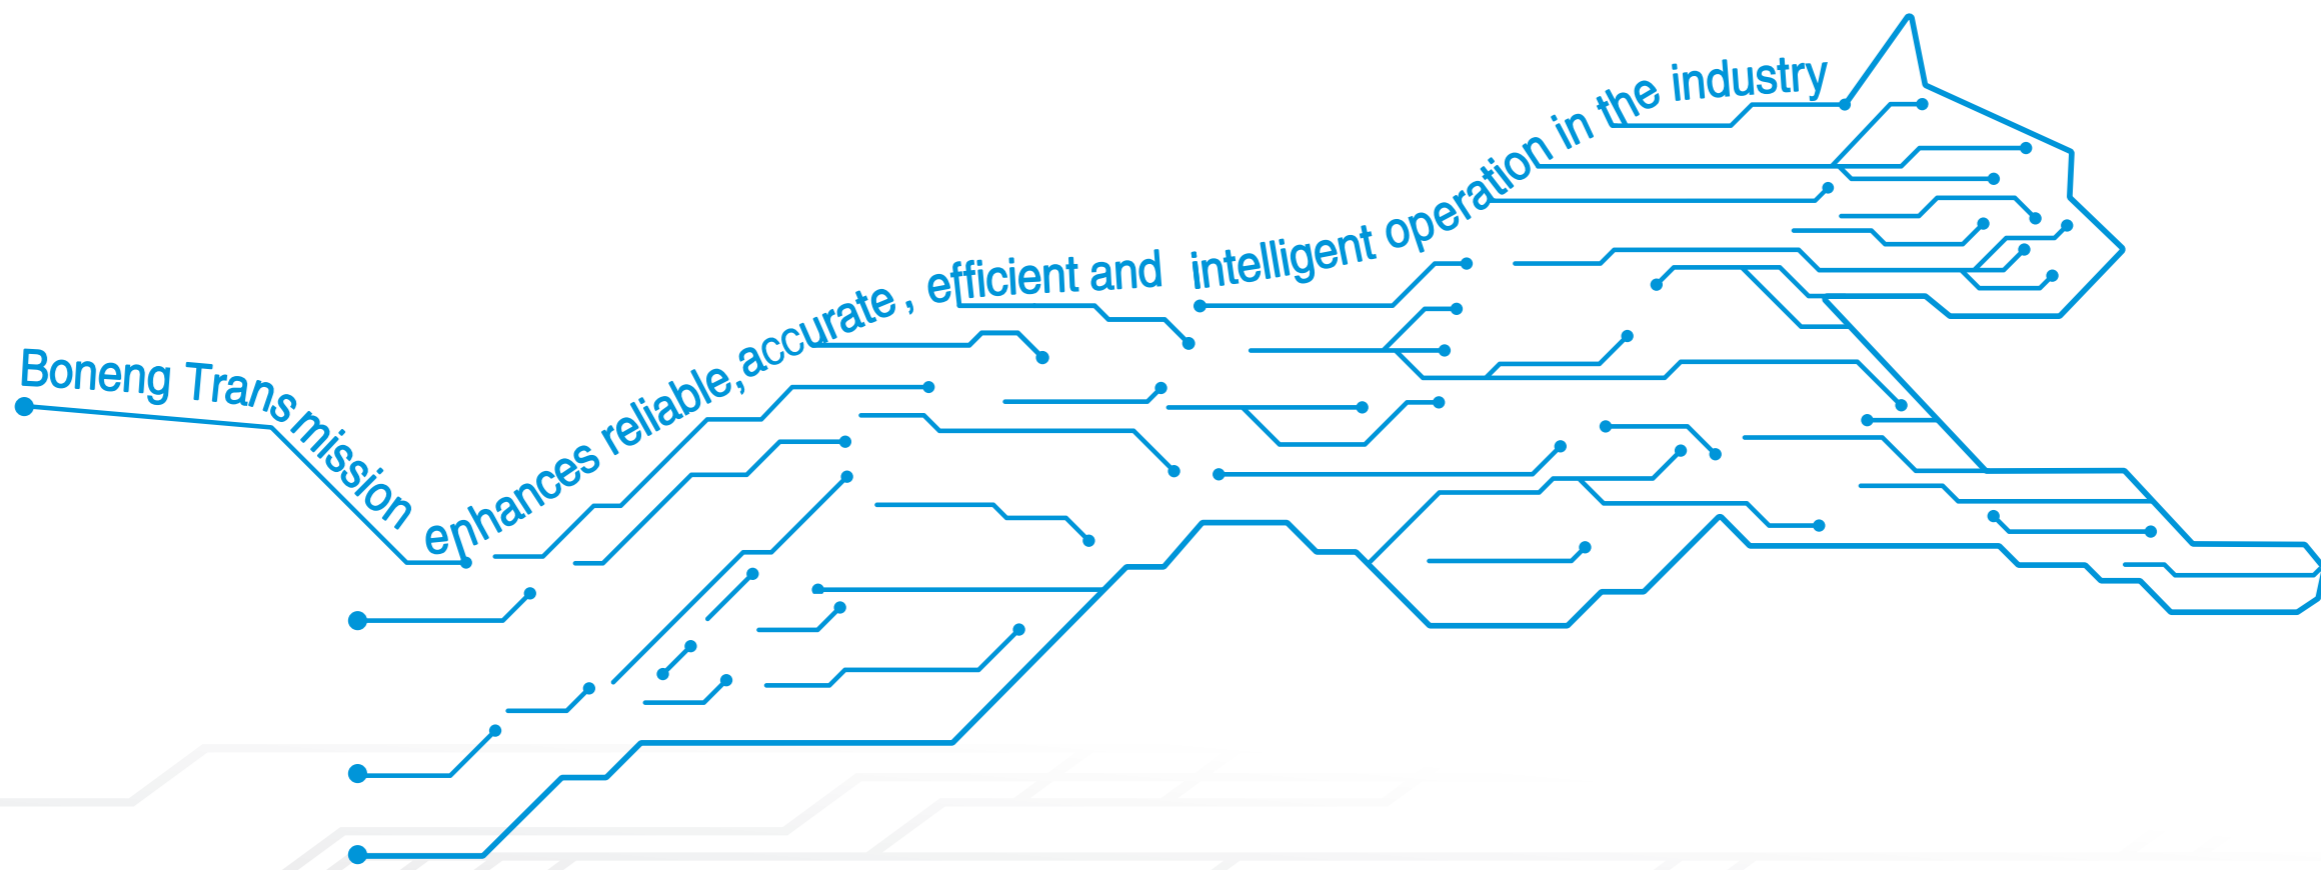 Boneng Transmission enhances reliable, accurate, efficient and intelligent operation in the industry